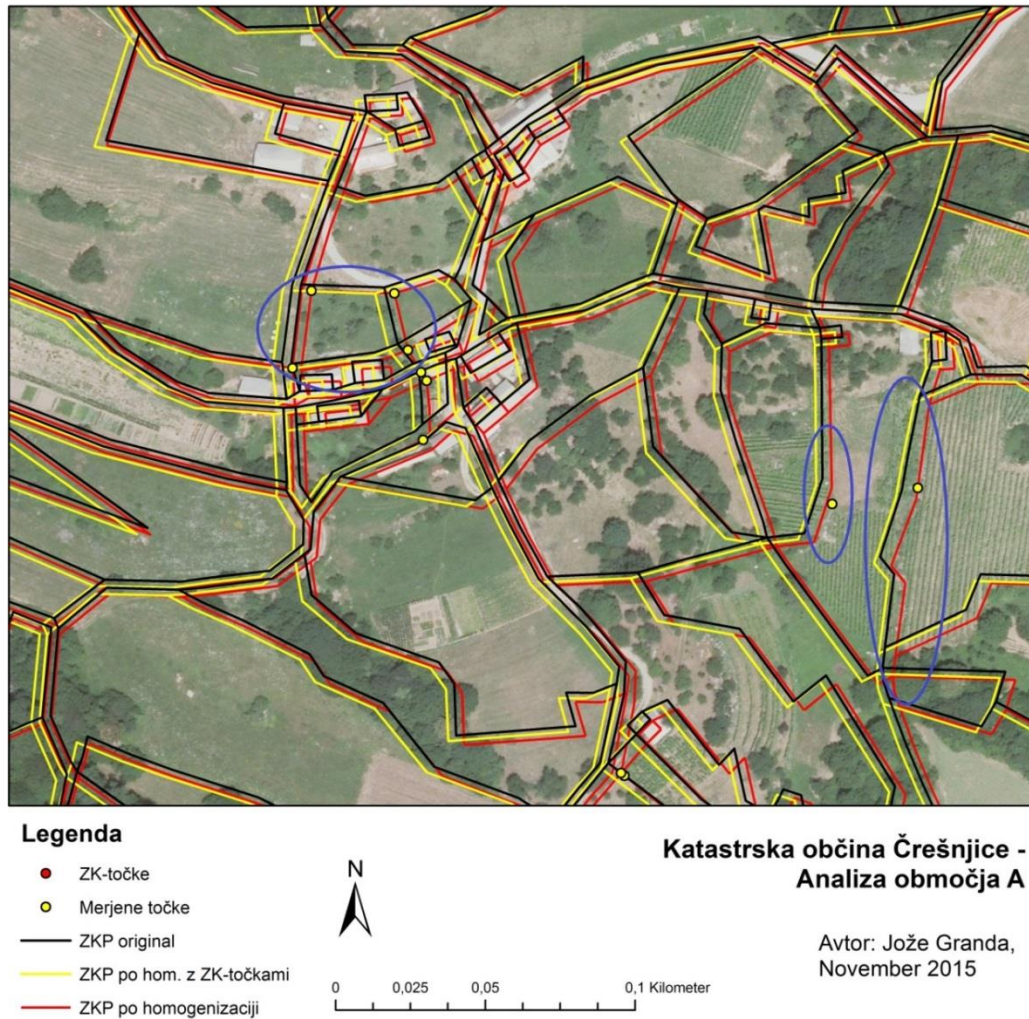 Legenda
ZK-točke
Merjene točke
ZKP original
ZKP po hom. z ZK-točkami
ZKP po homogenizaciji
N
0 0,025 0,05 0,1 Kilometer
Katastrska občina Črešnjice -
Analiza območja A
Avtor: Jože Granda,
November 2015